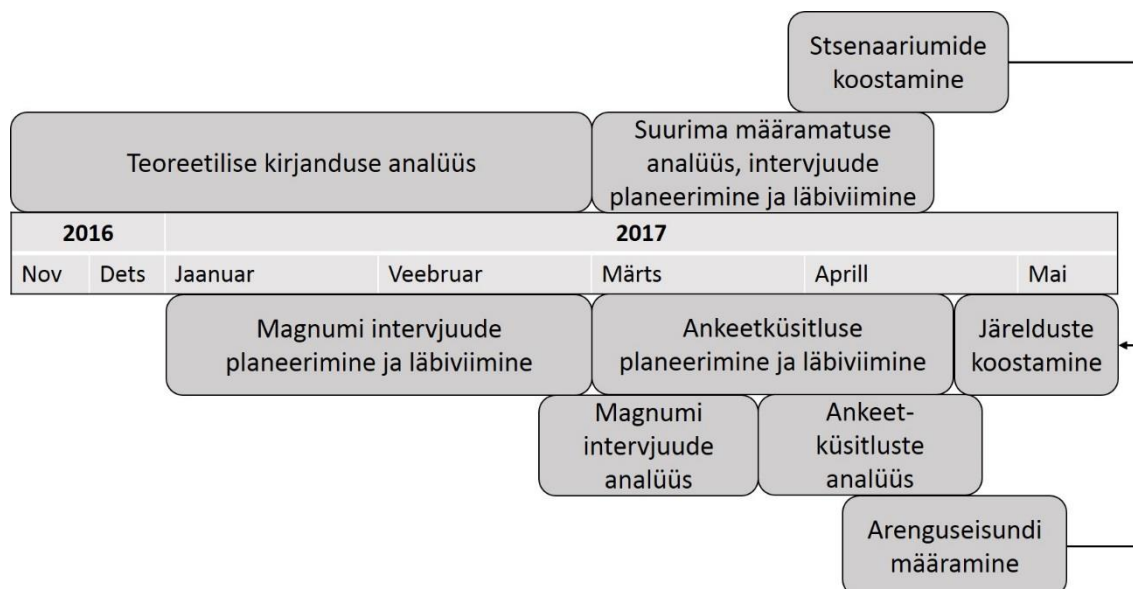 Stsenaariumide
koostamine
Teoreetilise kirjanduse analüüs
Suurima määramatuse
analüüs, intervjuude
planeerimine ja läbiviimine
2016
2017
Nov
Dets
Jaanuar
Veebruar
Märts
Aprill
Mai
Magnumi intervjuude
planeerimine ja läbiviimine
Ankeetküsitluse
planeerimine ja läbiviimine
Järelduste
koostamine
Magnumi
intervjuude
analüüs
Ankeet-
küsitluste
analüüs
Arenguseisundi
määramine